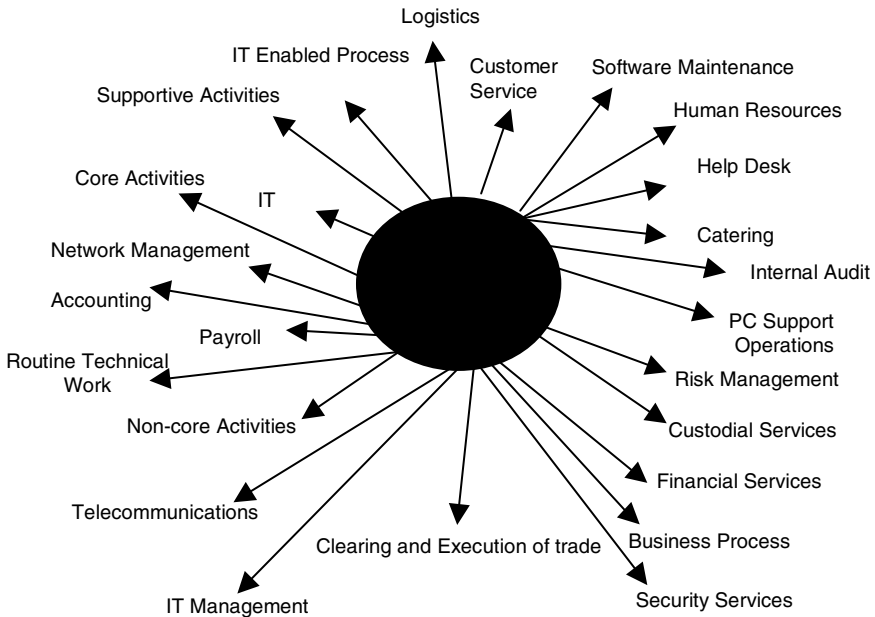 Logistics
IT Enabled Process
Customer
Service
Software Maintenance
Supportive Activities
Human Resources
Help Desk
Core Activities
IT
Catering
Network Management
Internal Audit
Accounting
PC Support
Operations
Payroll
Routine Technical
Work
Risk Management
Non-core Activities
Custodial Services
Financial Services
Telecommunications
Clearing and Execution of trade
Business Process
IT Management
Security Services